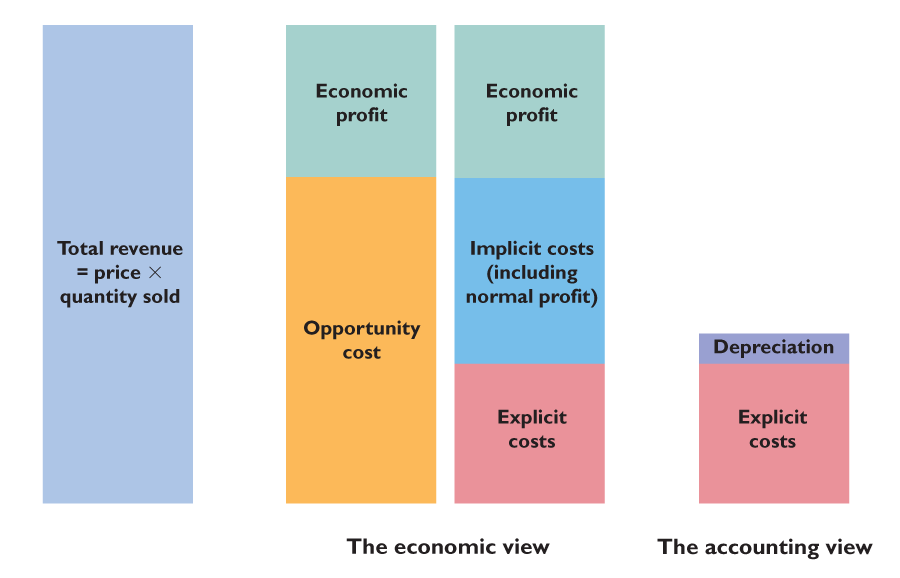 Total revenue
= price ×
quantity sold
Economic
profit
Opportunity
cost
Economic
profit
Implicit costs
(including
normal profit)
Explicit
costs
Depreciation
Explicit
costs
The economic view
The accounting view